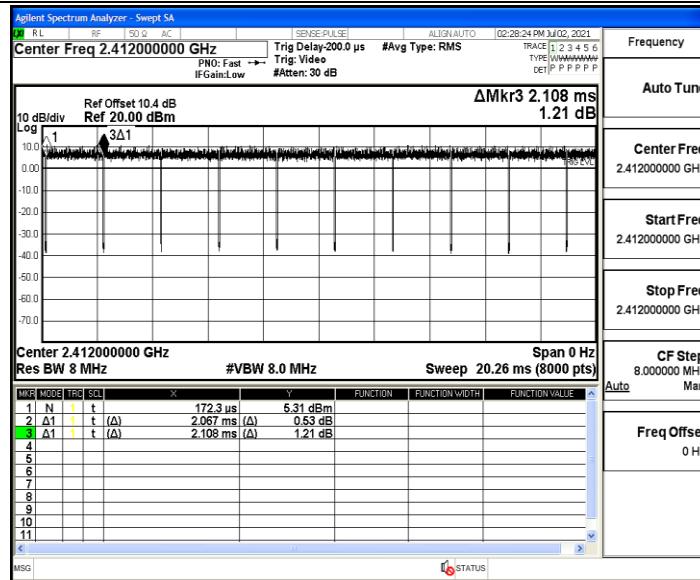 Agilent Spectrum Analyzer - Swept SA
RL RF 50 Ω AC SENSE:PULSE ALIGNAUTO 02:28:24 PM Jul 02, 2021
Center Freq 2.412000000 GHz
PNO: Fast
IFGain:Low
Trig Delay-200.0 µs
Trig: Video
#Atten: 30 dB
#Avg Type: RMS
TRACE 1 2 3 4 5 6
TYPE
DET P P P P P P
ΔMkr3 2.108 ms
1.21 dB
Ref Offset 10.4 dB
10 dB/div Ref 20.00 dBm
Log
1
3Δ1
10.0
0.00
TRIG LVL
-10.0
-20.0
-30.0
-40.0
-50.0
-60.0
-70.0
Center 2.412000000 GHz Span 0 Hz
Res BW 8 MHz #VBW 8.0 MHz Sweep 20.26 ms (8000 pts)
MKR MODE TRC SCL X Y FUNCTION FUNCTION WIDTH FUNCTION VALUE
1 N 1 t 172.3 µs 5.31 dBm
2 Δ1 1 t (Δ) 2.067 ms (Δ) 0.53 dB
3 Δ1 1 t (Δ) 2.108 ms (Δ) 1.21 dB
4
5
6
7
8
9
10
11
MSG STATUS
Frequency
Auto Tun
Center Fre
2.412000000 GH
Start Fre
2.412000000 GH
Stop Fre
2.412000000 GH
CF Step
8.000000 MH
Auto Ma
Freq Offse
0 H